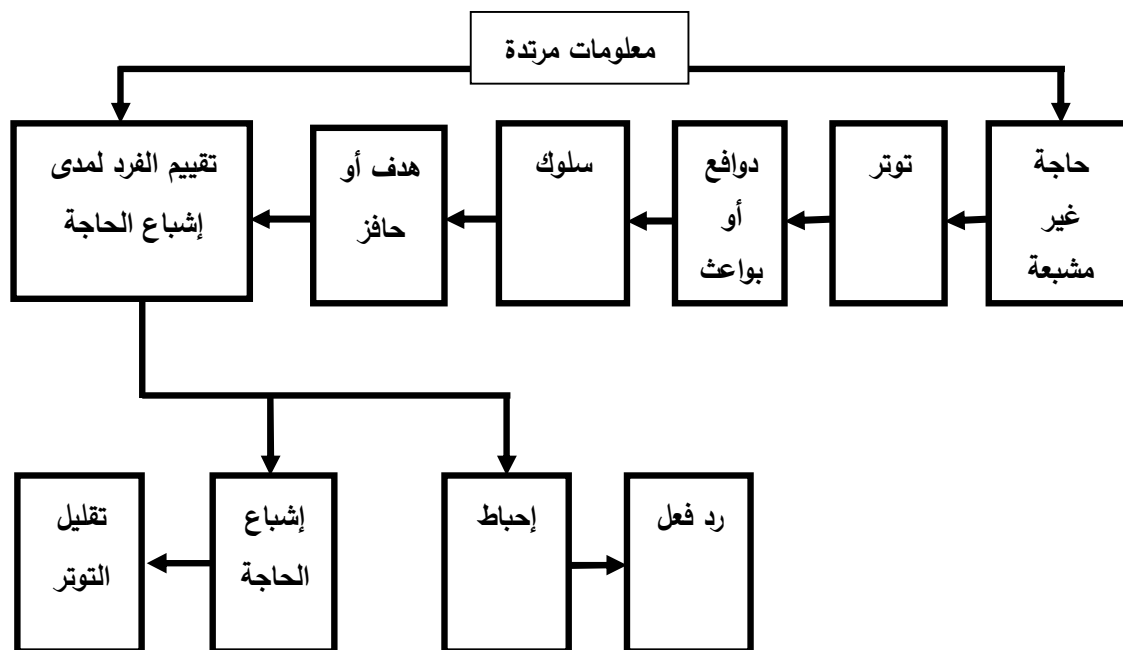 معلومات مرتدة
حاجة
غير
مشبعة
توتر
دوافع
أو
بواعث
سلوك
هدف أو
حافز
تقييم الفرد لمدى
إشباع الحاجة
رد فعل
إحباط
إشباع
الحاجة
تقليل
التوتر